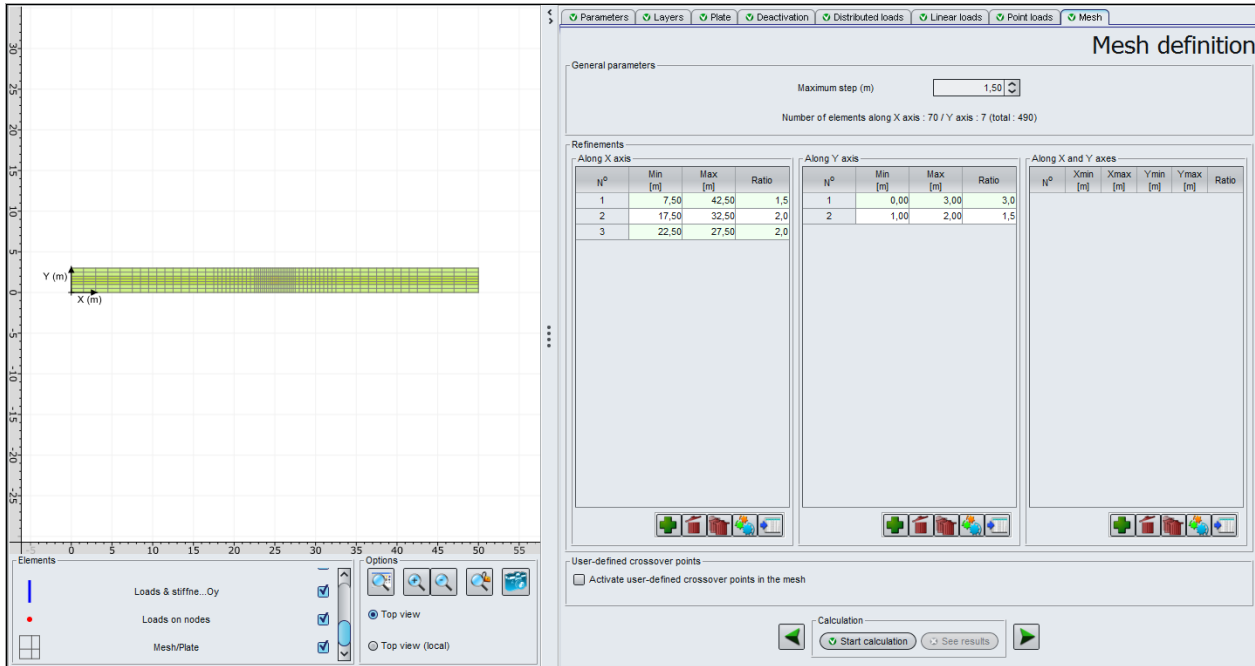 Parameters Layers Plate Deactivation Distributed loads Linear loads Point loads Mesh
Mesh definition
General parameters
Maximum step (m) 1,50
Number of elements along X axis : 70 / Y axis : 7 (total : 490)
Refinements
Along X axis
N° Min [m] Max [m] Ratio
1 7,50 42,50 1,5
2 17,50 32,50 2,0
3 22,50 27,50 2,0
Along Y axis
N° Min [m] Max [m] Ratio
1 0,00 3,00 3,0
2 1,00 2,00 1,5
Along X and Y axes
N° Xmin [m] Xmax [m] Ymin [m] Ymax [m] Ratio
User-defined crossover points
Activate user-defined crossover points in the mesh
Calculation
Start calculation See results
30
25
20
15
10
5
0
-5
-10
-15
-20
-25
Y (m)
X (m)
-5 0 5 10 15 20 25 30 35 40 45 50 55
Elements
Loads & stiffne...Oy
Loads on nodes
Mesh/Plate
Options
Top view
Top view (local)